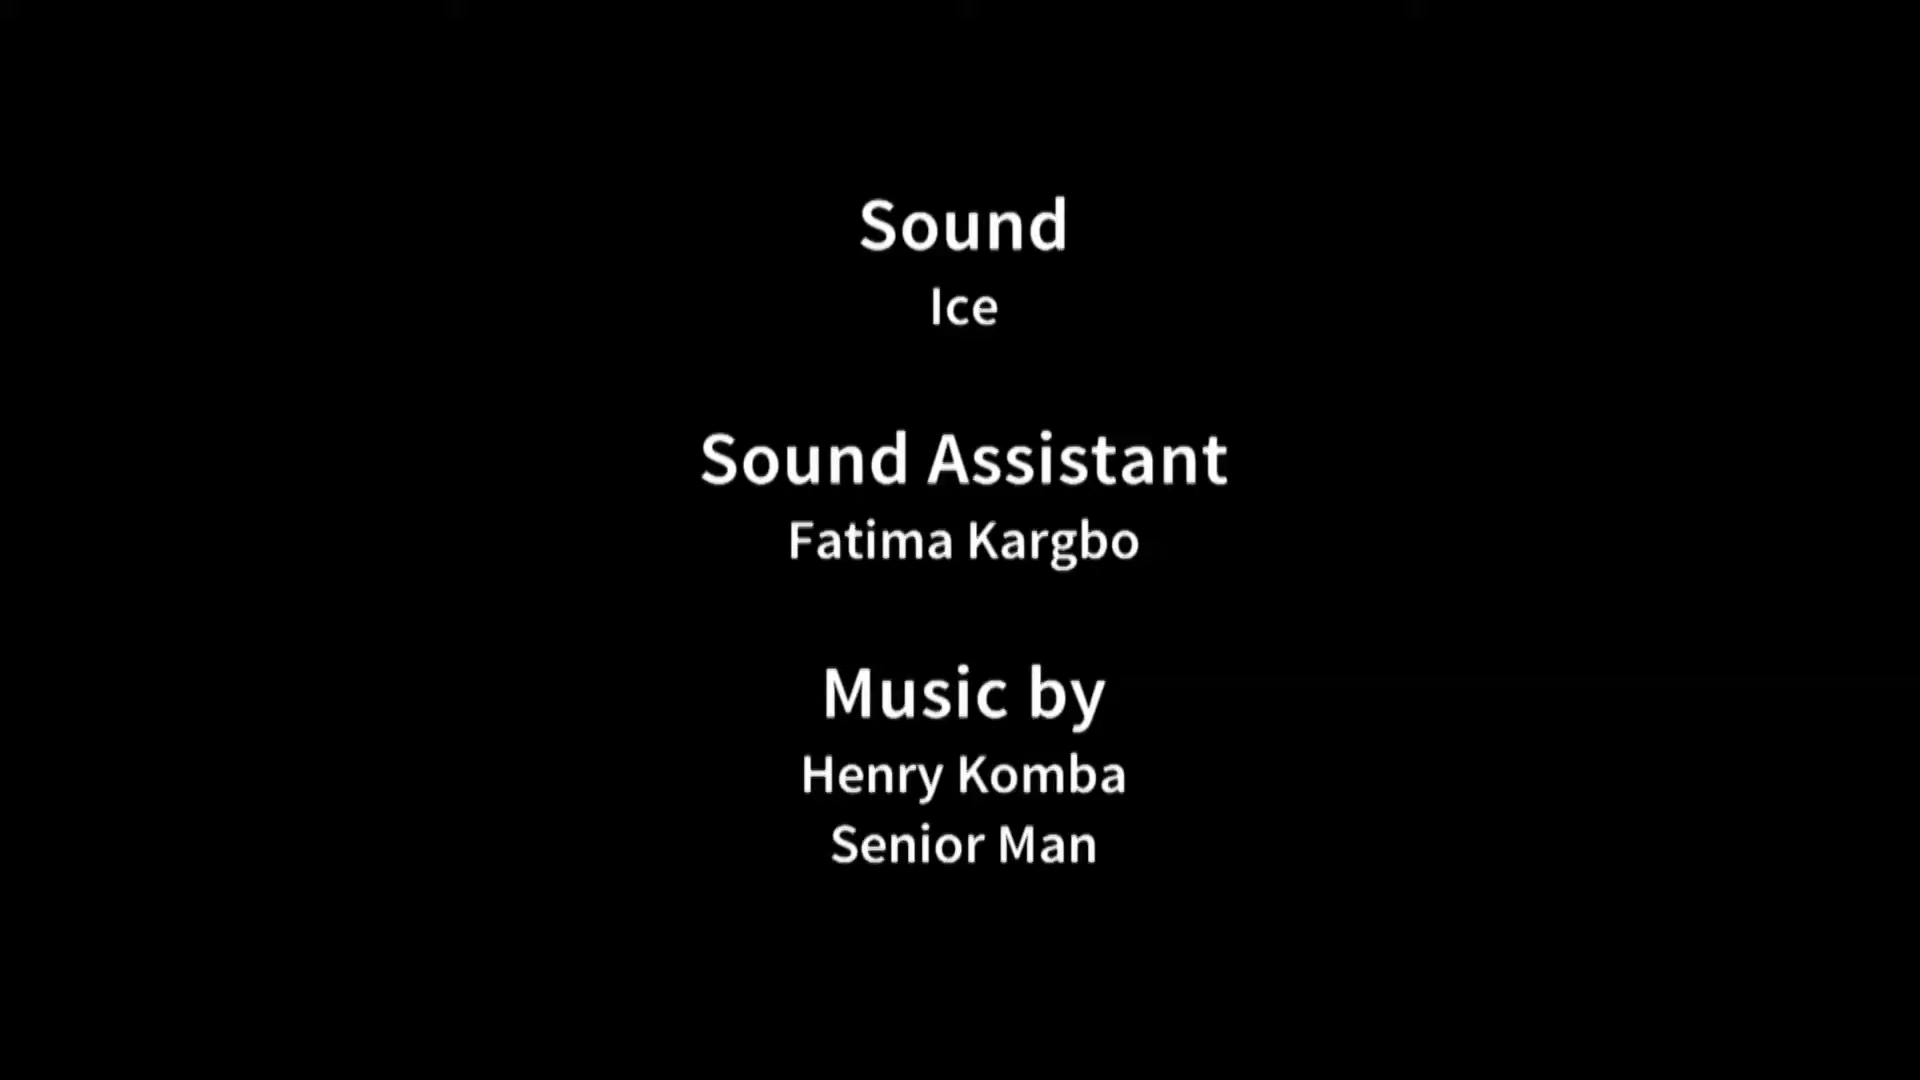 Sound
Ice
Sound Assistant
Fatima Kargbo
Music by
Henry Komba
Senior Man